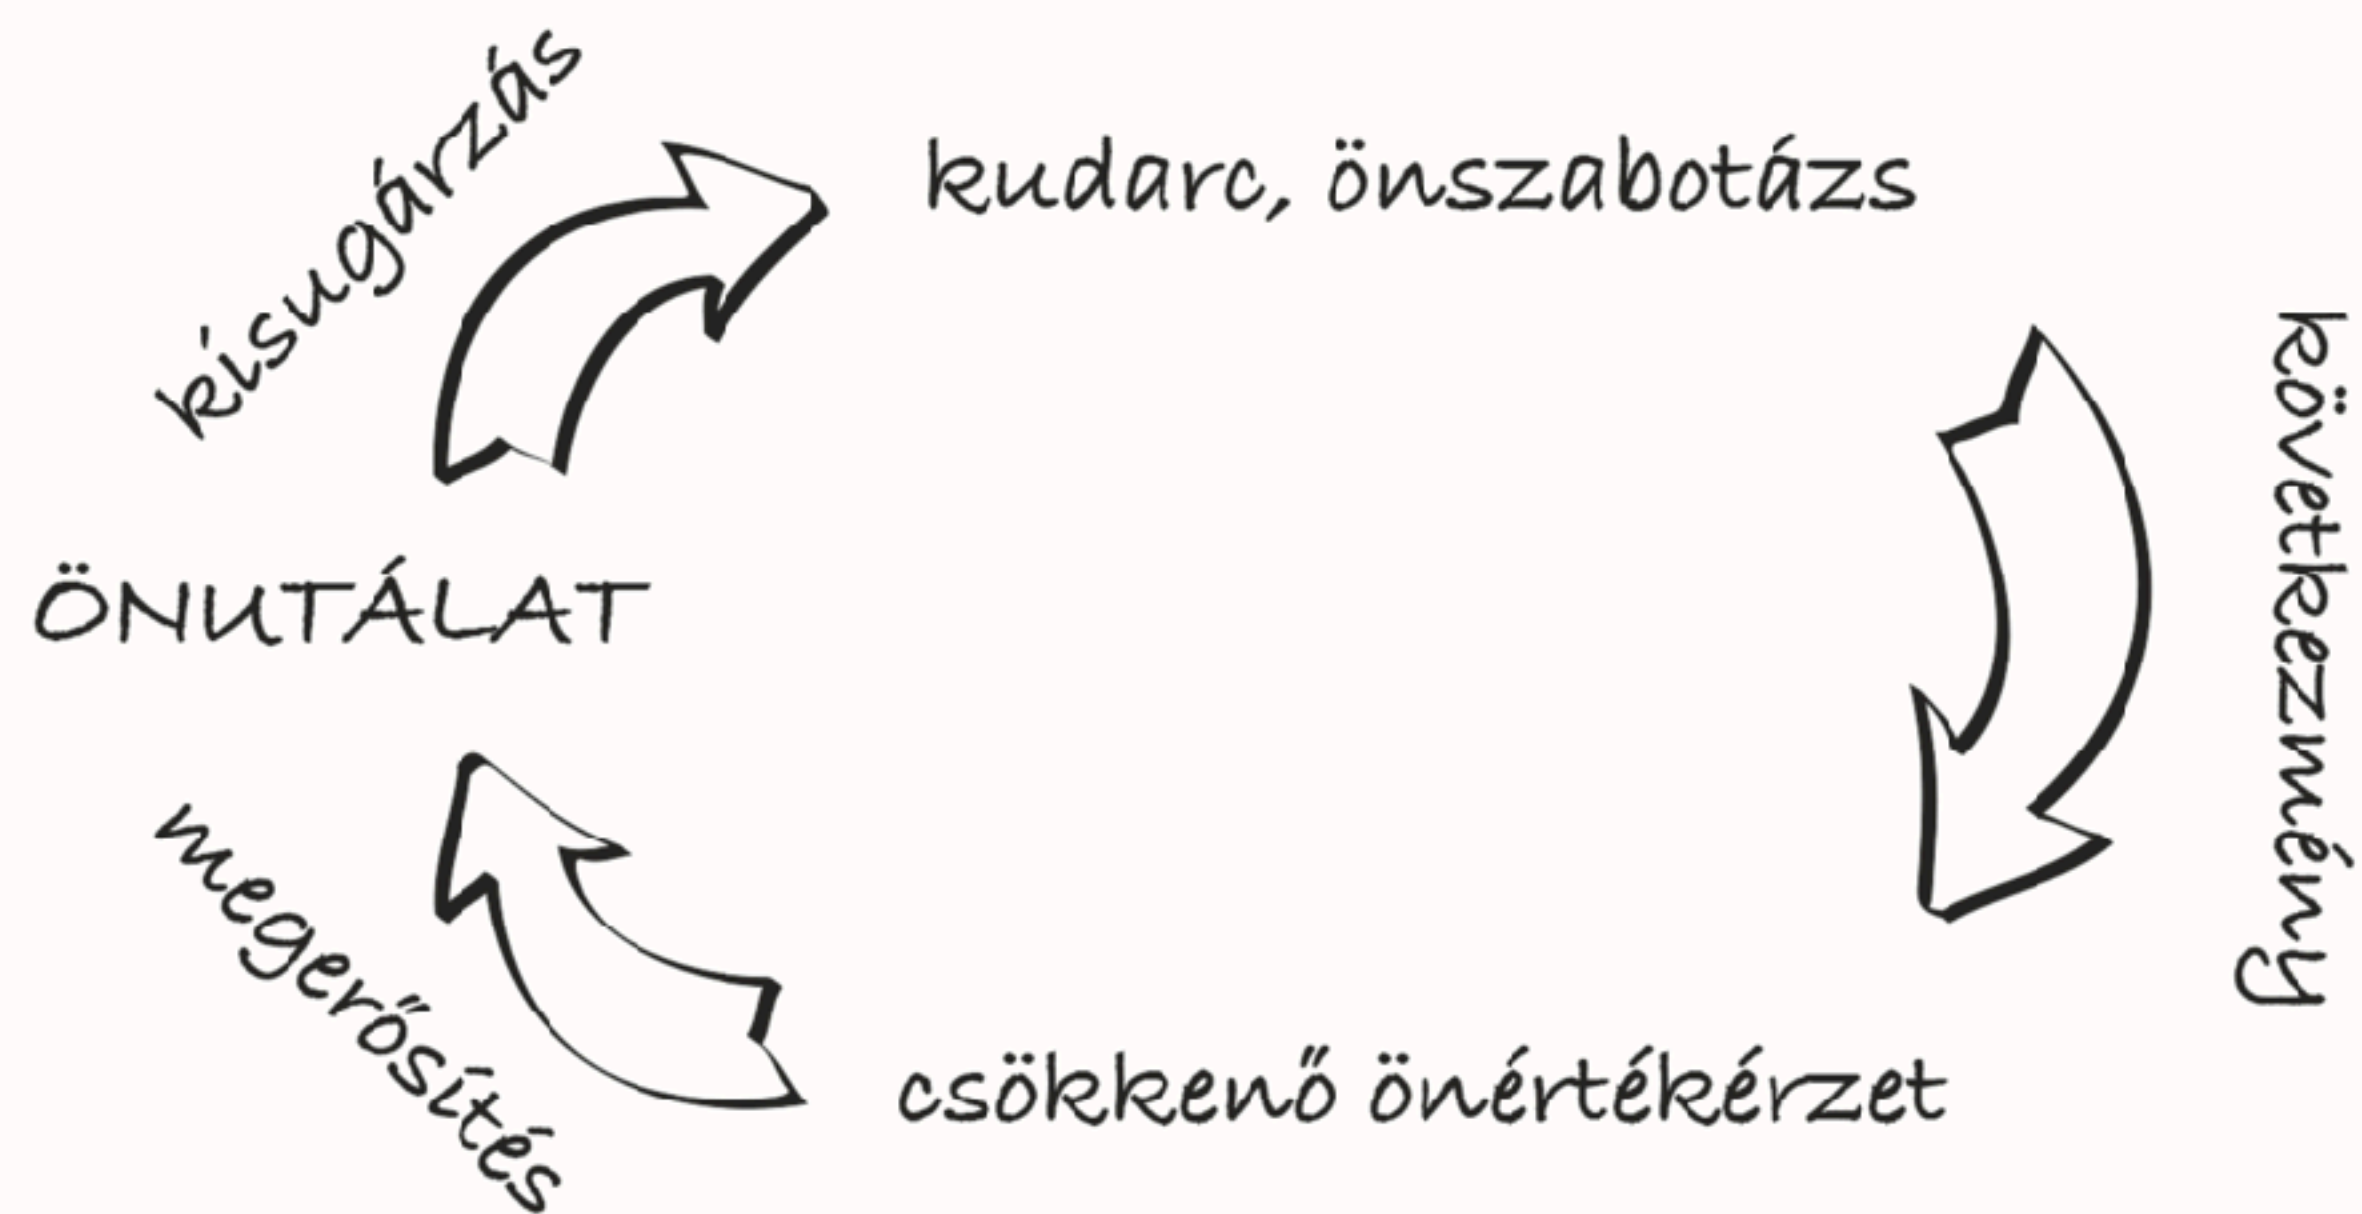 kisugárzás
kudarc, önszabotázs
következmény
ÖNUTÁLAT
megerősítés
csökkenő önértékérzet